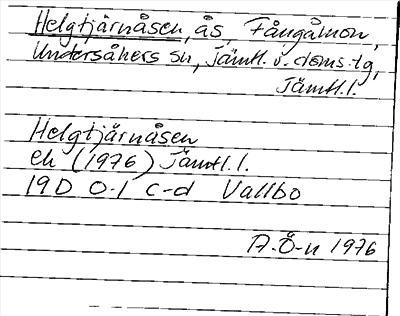 Helgtjärnåsen, ås, Fångåmon,
Undersåkers sn, Jämtl. v. doms.tg,
Jämtl.l.
Helgtjärnåsen
ek (1976) Jämtl.l.
19D 0-1 c-d Vallbo
A.Ö-n 1976